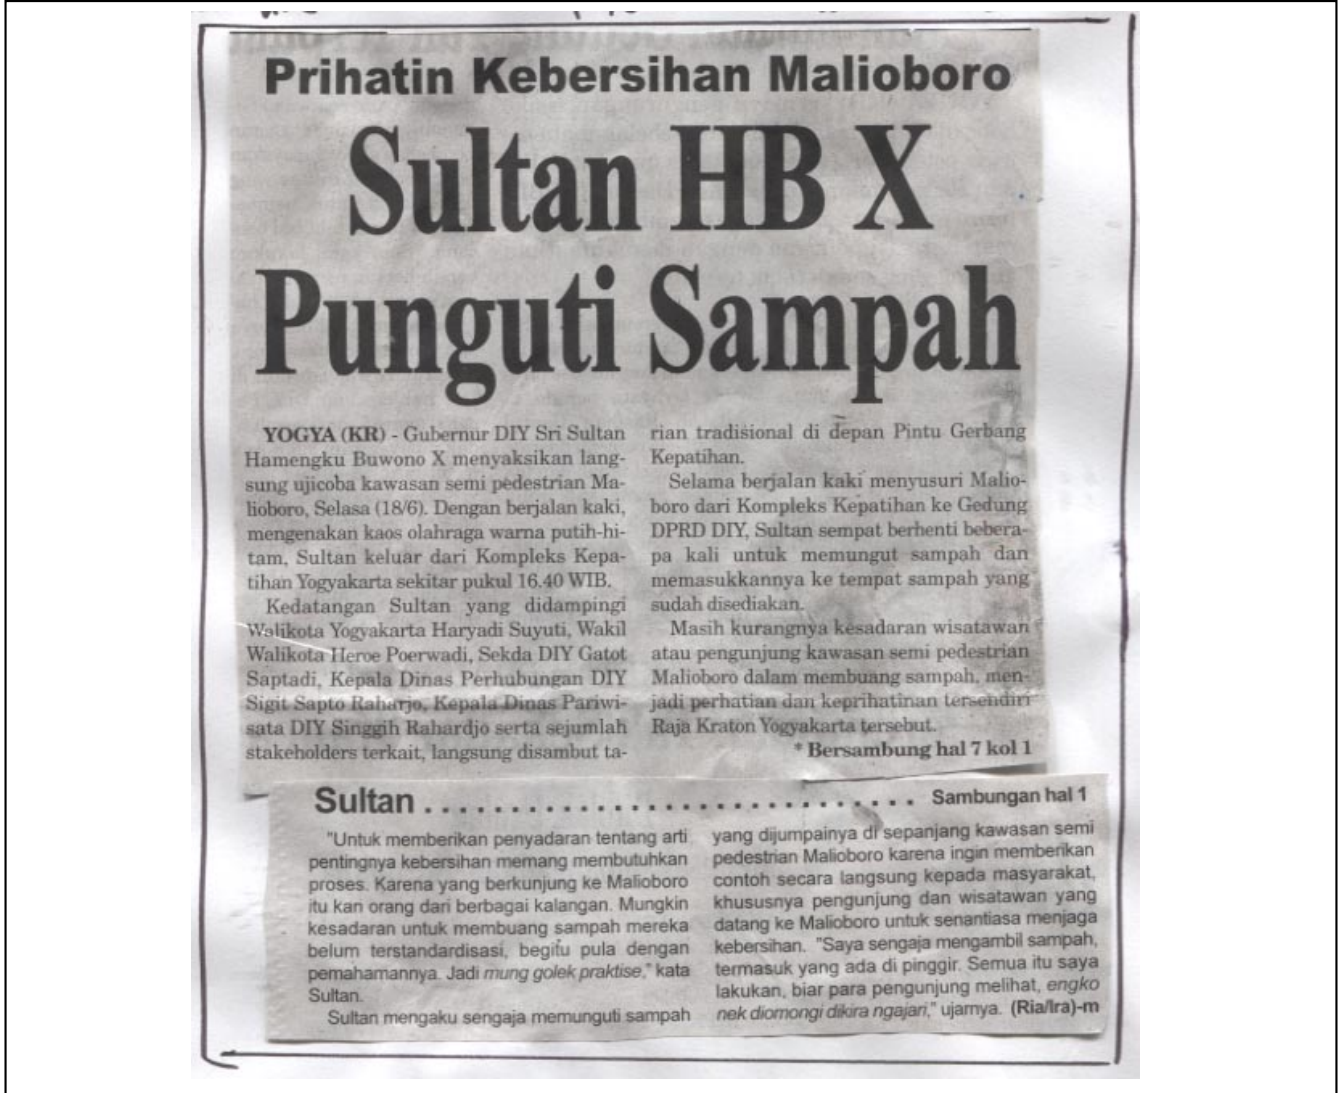 Prihatin Kebersihan Malioboro
Sultan HB X
Punguti Sampah
YOGYA (KR) - Gubernur DIY Sri Sultan
Hamengku Buwono X menyaksikan lang-
sung ujicoba kawasan semi pedestrian Ma-
lioboro, Selasa (18/6). Dengan berjalan kaki,
mengenakan kaos olahraga warna putih-hi-
tam, Sultan keluar dari Kompleks Kepa-
tihan Yogyakarta sekitar pukul 16.40 WIB.
Kedatangan Sultan yang didampingi
Walikota Yogyakarta Haryadi Suyuti, Wakil
Walikota Heroe Poerwadi, Sekda DIY Gatot
Saptadi, Kepala Dinas Perhubungan DIY
Sigit Sapto Raharjo, Kepala Dinas Pariwi-
sata DIY Singgih Rahardjo serta sejumlah
stakeholders terkait, langsung disambut ta-
rian tradisional di depan Pintu Gerbang
Kepatihan.
Selama berjalan kaki menyusuri Malio-
boro dari Kompleks Kepatihan ke Gedung
DPRD DIY, Sultan sempat berhenti bebera-
pa kali untuk memungut sampah dan
memasukkannya ke tempat sampah yang
sudah disediakan.
Masih kurangnya kesadaran wisatawan
atau pengunjung kawasan semi pedestrian
Malioboro dalam membuang sampah, men-
jadi perhatian dan keprihatinan tersendiri
Raja Kraton Yogyakarta tersebut.
* Bersambung hal 7 kol 1
Sultan . . . . . . . . . . . . . . . . . . . . . . . . . . . . . . Sambungan hal 1
"Untuk memberikan penyadaran tentang arti
pentingnya kebersihan memang membutuhkan
proses. Karena yang berkunjung ke Malioboro
itu kan orang dari berbagai kalangan. Mungkin
kesadaran untuk membuang sampah mereka
belum terstandardisasi, begitu pula dengan
pemahamannya. Jadi mung golek praktise," kata
Sultan.
Sultan mengaku sengaja memunguti sampah
yang dijumpainya di sepanjang kawasan semi
pedestrian Malioboro karena ingin memberikan
contoh secara langsung kepada masyarakat,
khususnya pengunjung dan wisatawan yang
datang ke Malioboro untuk senantiasa menjaga
kebersihan. "Saya sengaja mengambil sampah,
termasuk yang ada di pinggir. Semua itu saya
lakukan, biar para pengunjung melihat, engko
nek diomongi dikira ngajari," ujarnya. (Ria/Ira)-m